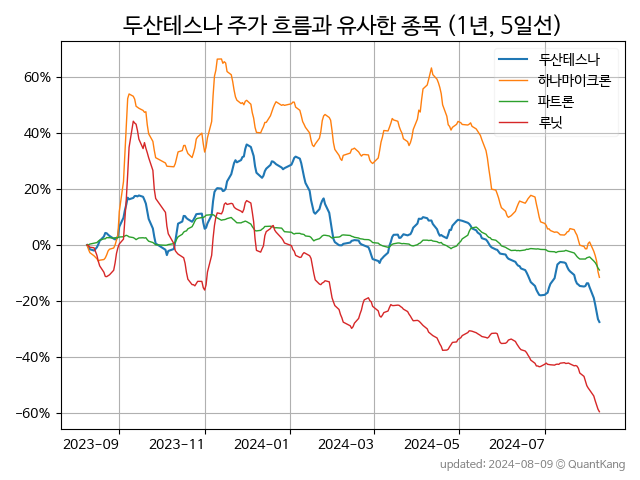 두산테스나 주가 흐름과 유사한 종목 (1년, 5일선)
두산테스나
하나마이크론
파트론
루닛
60%
40%
20%
0%
−20%
−40%
−60%
2023-09
2023-11
2024-01
2024-03
2024-05
2024-07
updated: 2024-08-09 © QuantKang